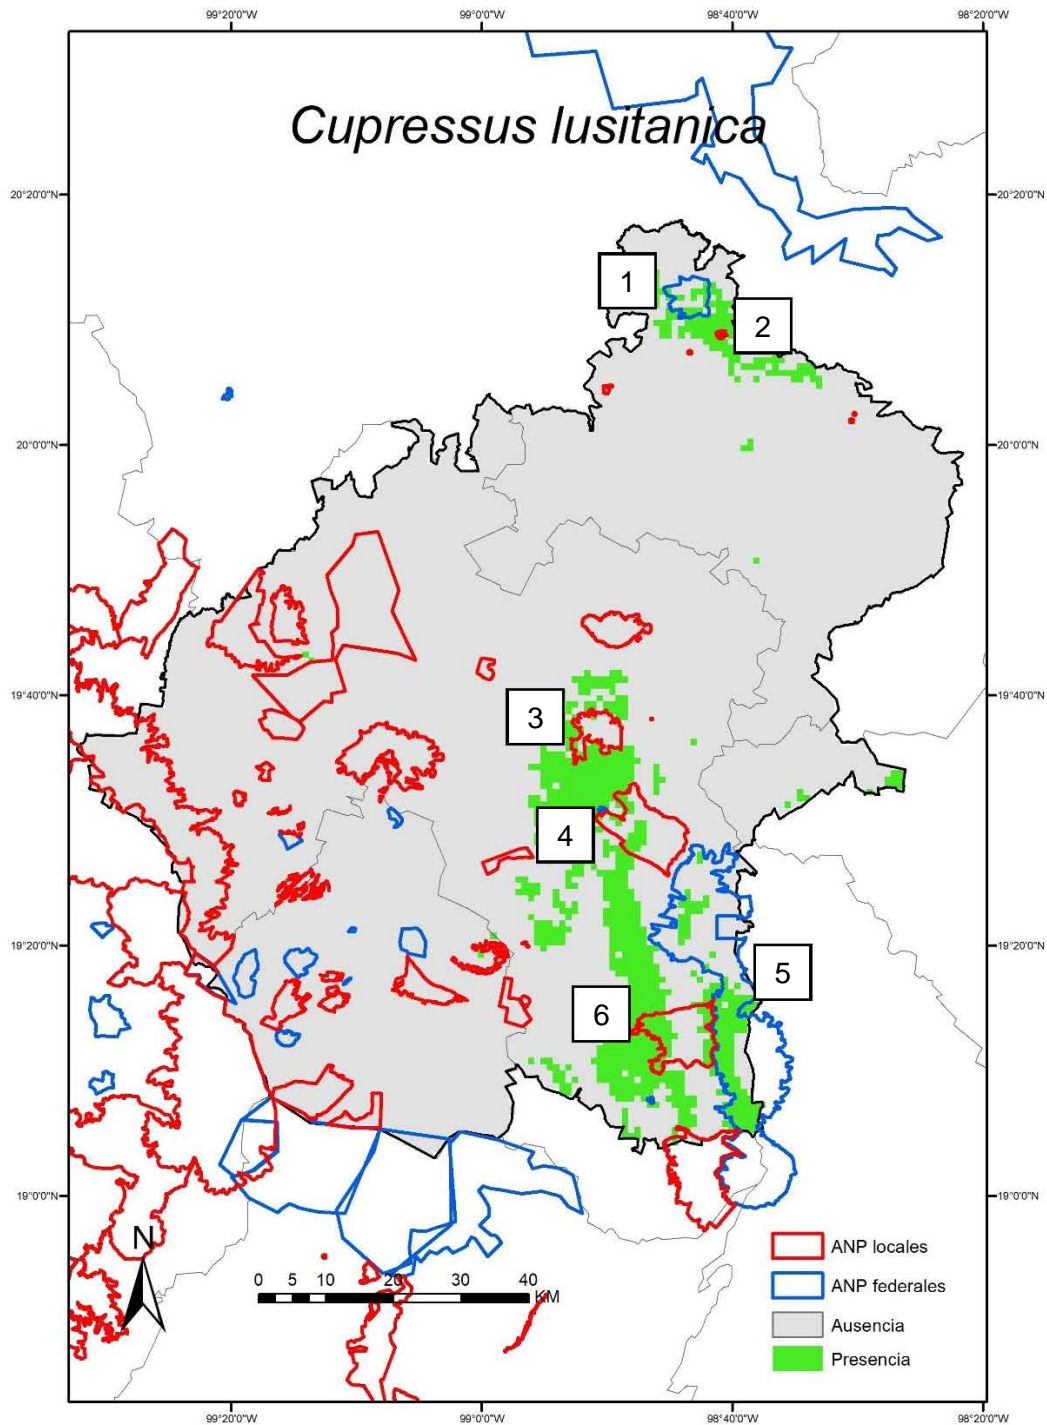 99°20'0"W 99°0'0"W 98°40'0"W 98°20'0"W
Cupressus lusitanica
20°20'0"N 20°20'0"N
1
2
20°0'0"N 20°0'0"N
19°40'0"N 19°40'0"N
3
4
19°20'0"N 19°20'0"N
5
6
19°0'0"N 19°0'0"N
N
ANP locales
ANP federales
0 5 10 20 30 40
KM
Ausencia
Presencia
99°20'0"W 99°0'0"W 98°40'0"W 98°20'0"W